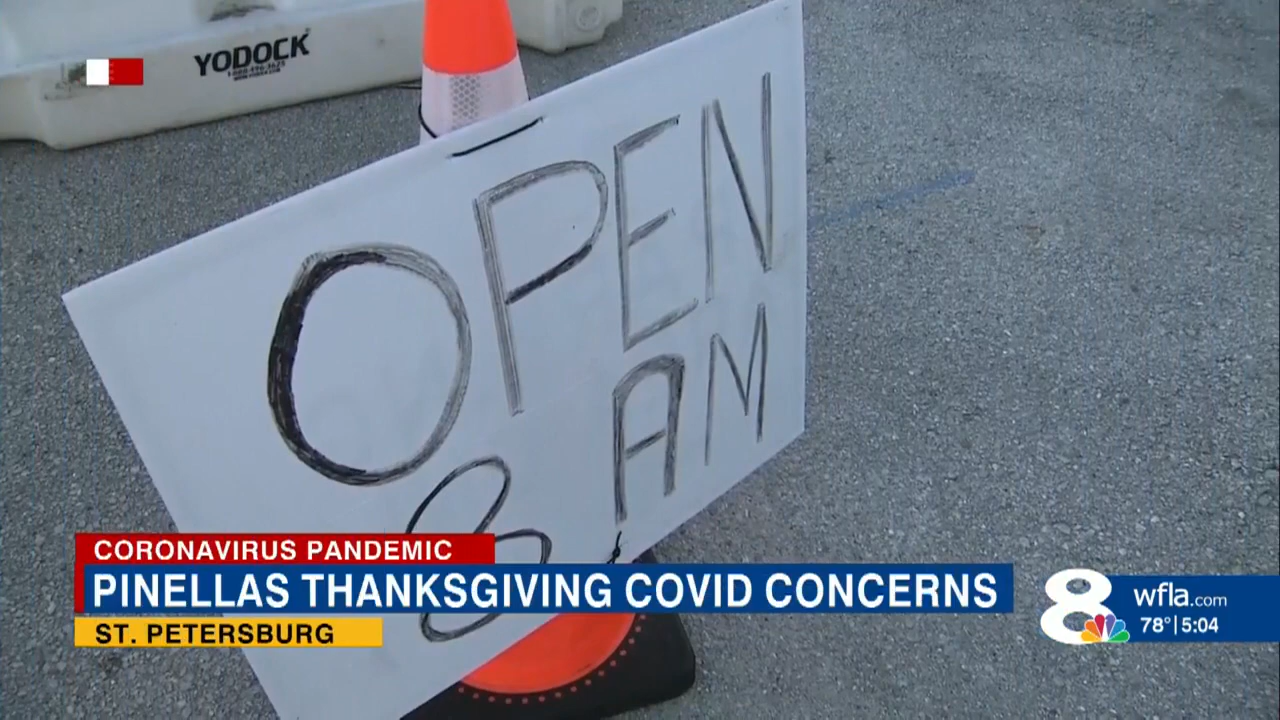 YODOCK
OPEN
8 AM
CORONAVIRUS PANDEMIC
PINELLAS THANKSGIVING COVID CONCERNS
ST. PETERSBURG
8
wfla.com
78° | 5:04